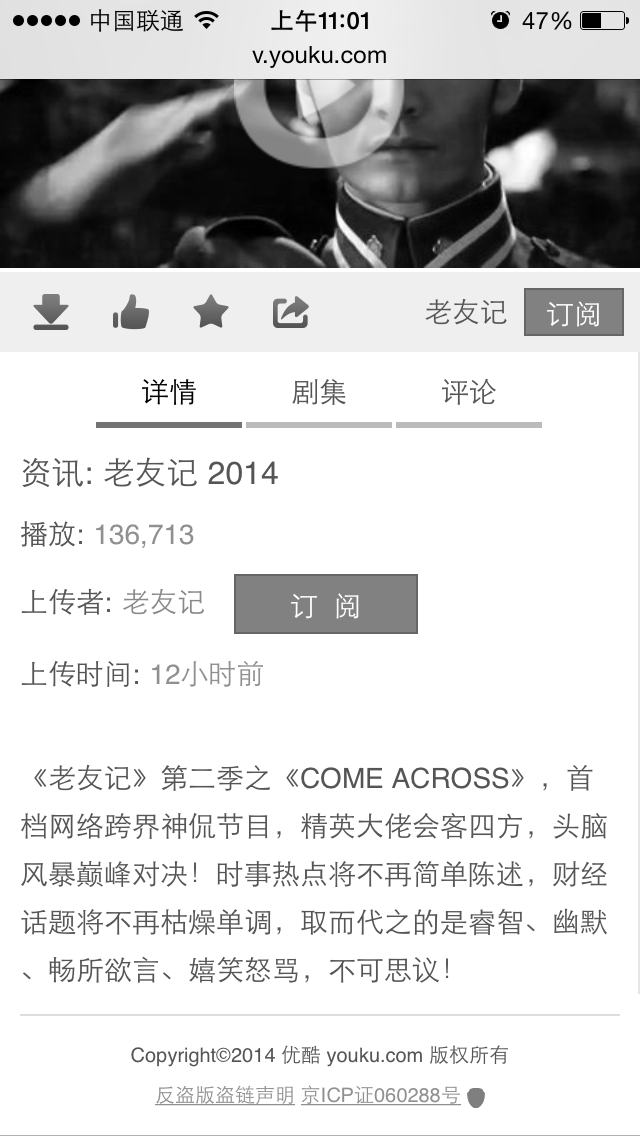 中国联通 上午11:01 47%
v.youku.com
老友记 订阅
详情 剧集 评论
资讯: 老友记 2014
播放: 136,713
上传者: 老友记 订 阅
上传时间: 12小时前
《老友记》第二季之《COME ACROSS》，首
档网络跨界神侃节目，精英大佬会客四方，头脑
风暴巅峰对决！时事热点将不再简单陈述，财经
话题将不再枯燥单调，取而代之的是睿智、幽默
、畅所欲言、嬉笑怒骂，不可思议！
Copyright©2014 优酷 youku.com 版权所有
反盗版盗链声明 京ICP证060288号